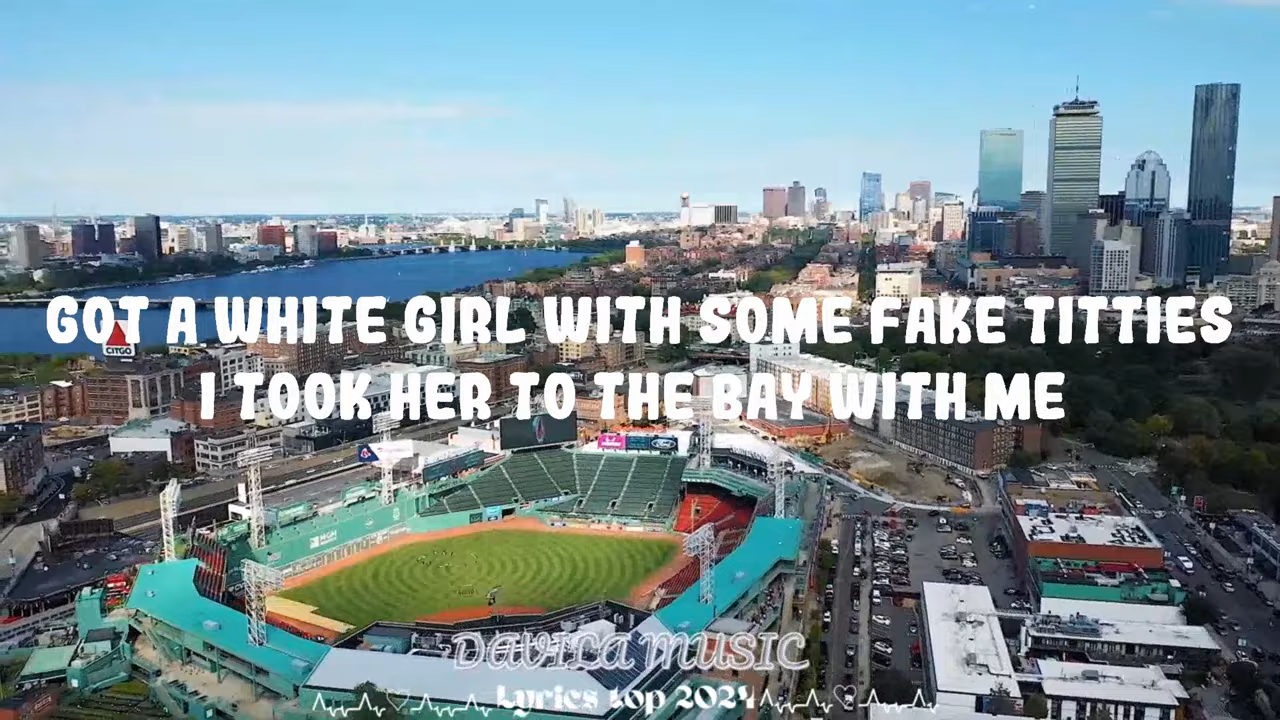 GOT A WHITE GIRL WITH SOME FAKE TITTIES
CITGO
I TOOK HER TO THE BAY WITH ME
DAVILA MUSIC
Lyrics top 2024